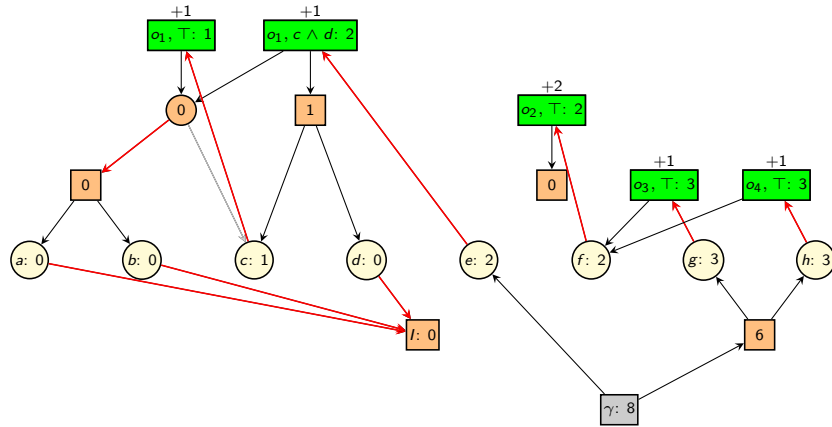 +1
+1
o₁, ⊤: 1
o₁, c ∧ d: 2
+2
0
1
o₂, ⊤: 2
+1
+1
0
0
o₃, ⊤: 3
o₄, ⊤: 3
a: 0
b: 0
c: 1
d: 0
e: 2
f: 2
g: 3
h: 3
I: 0
6
γ: 8